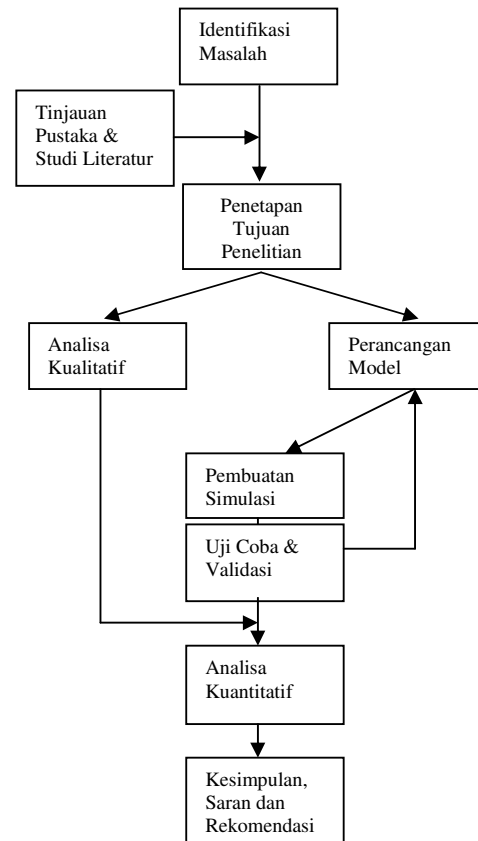 Identifikasi
Masalah
Tinjauan
Pustaka &
Studi Literatur
Penetapan
Tujuan
Penelitian
Analisa
Kualitatif
Perancangan
Model
Pembuatan
Simulasi
Uji Coba &
Validasi
Analisa
Kuantitatif
Kesimpulan,
Saran dan
Rekomendasi